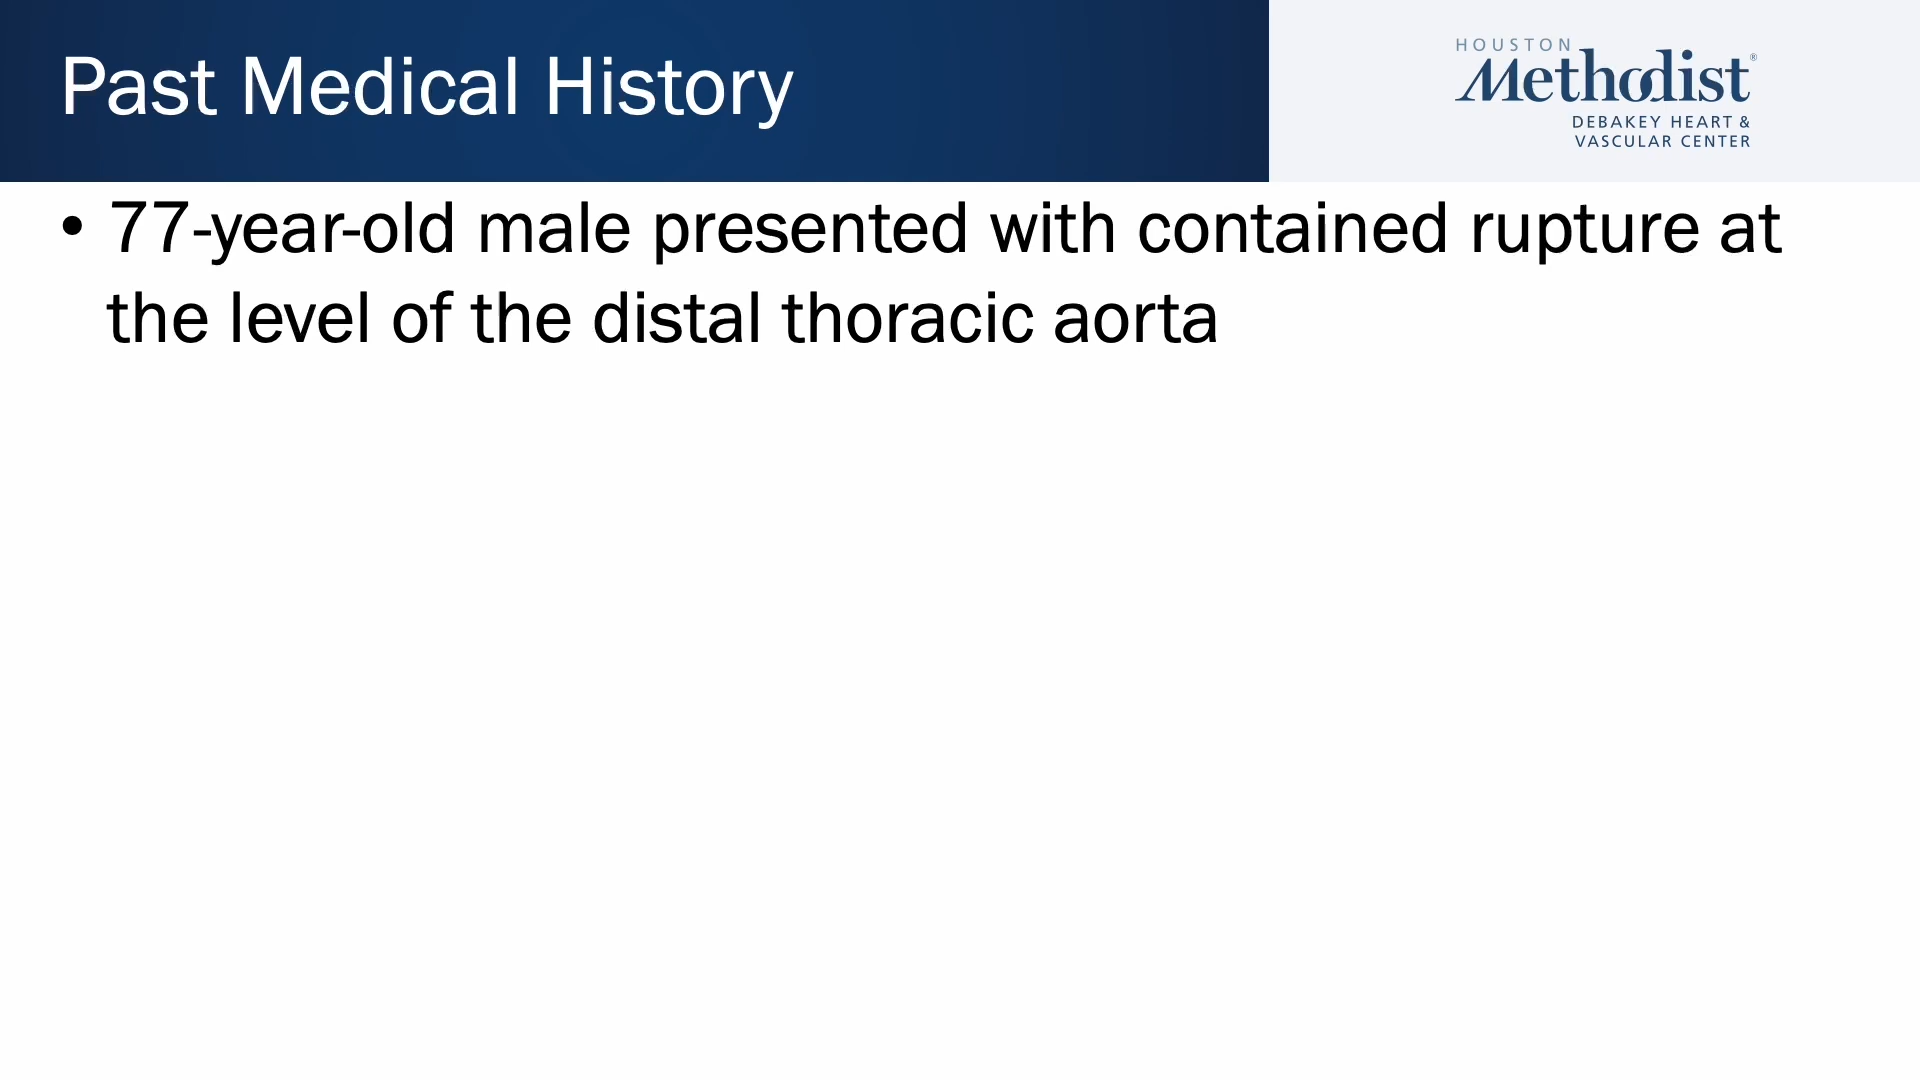 Past Medical History
HOUSTON
Methodist®
DEBAKEY HEART &
VASCULAR CENTER
• 77-year-old male presented with contained rupture at
the level of the distal thoracic aorta